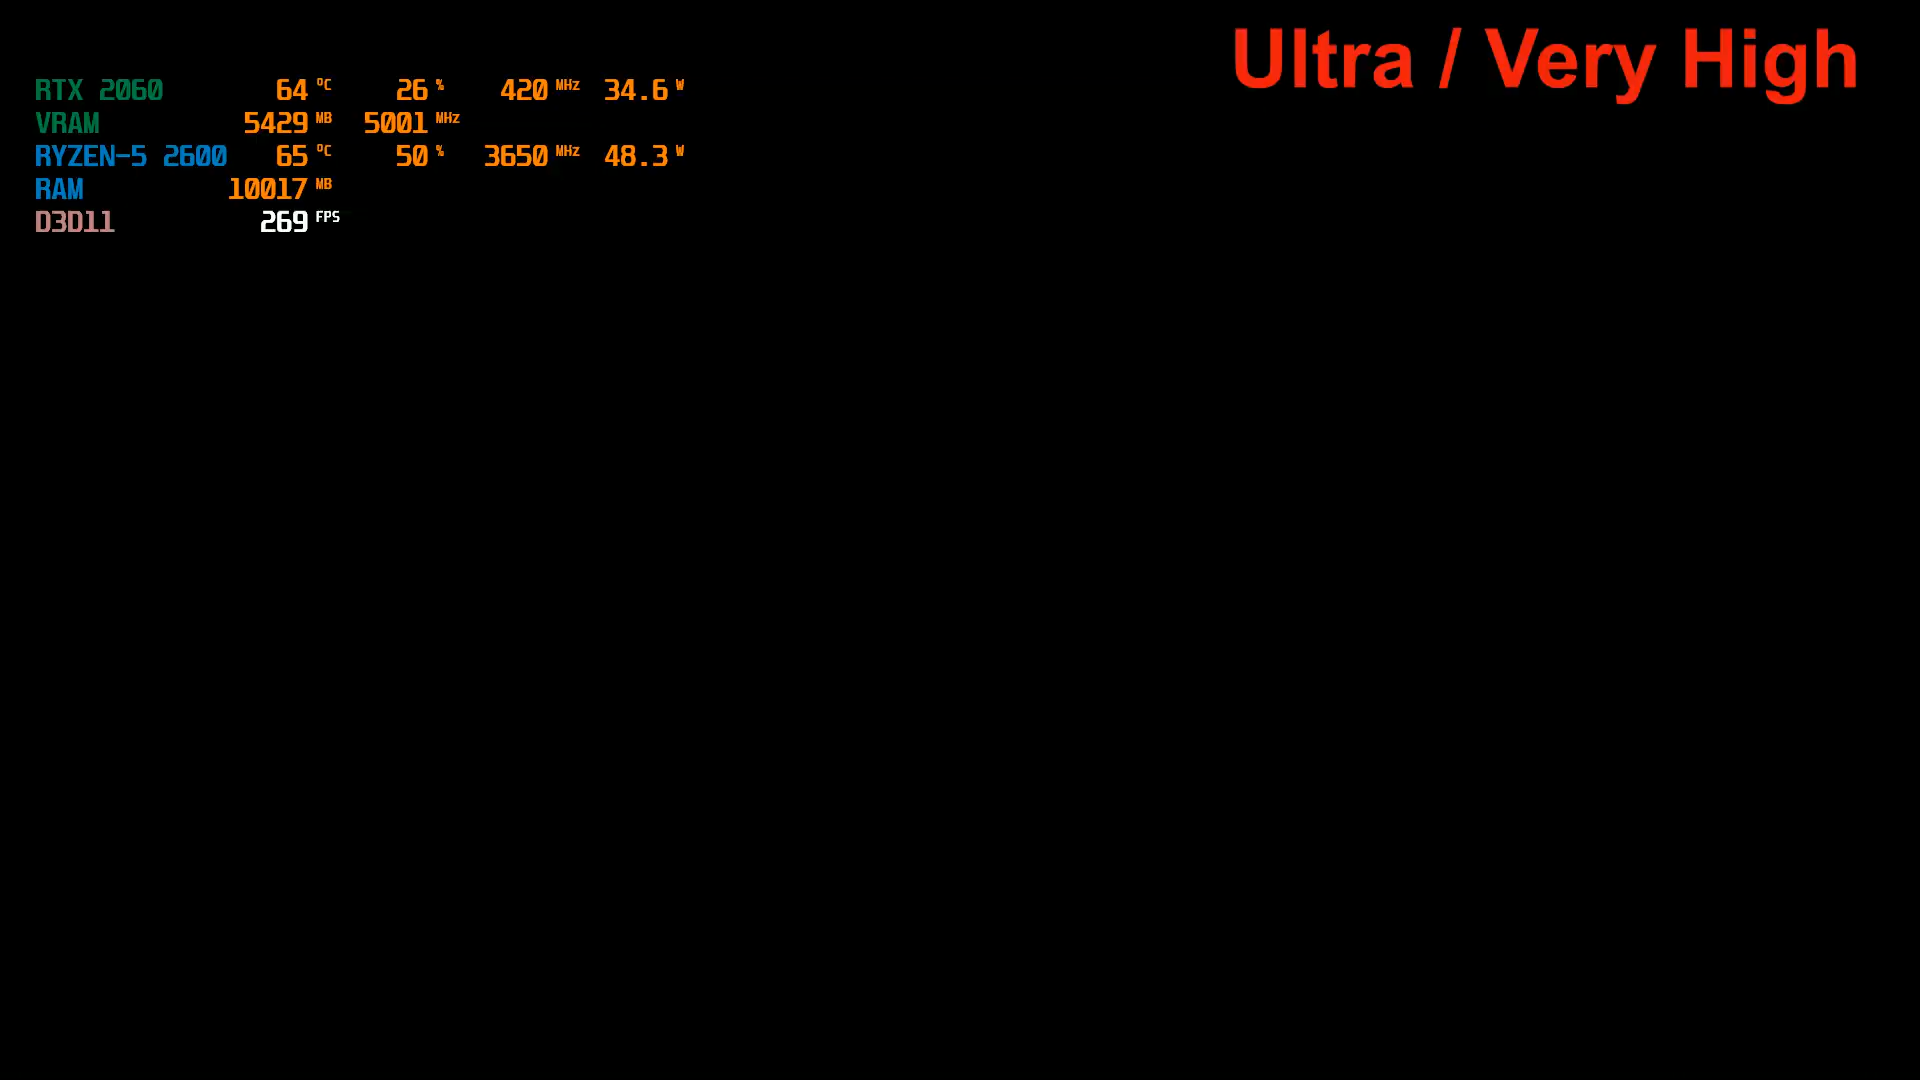 Ultra / Very High
RTX 2060 64 °C 26 % 420 MHz 34.6 W
VRAM 5429 MB 5001 MHz
RYZEN-5 2600 65 °C 50 % 3650 MHz 48.3 W
RAM 10017 MB
D3D11 269 FPS